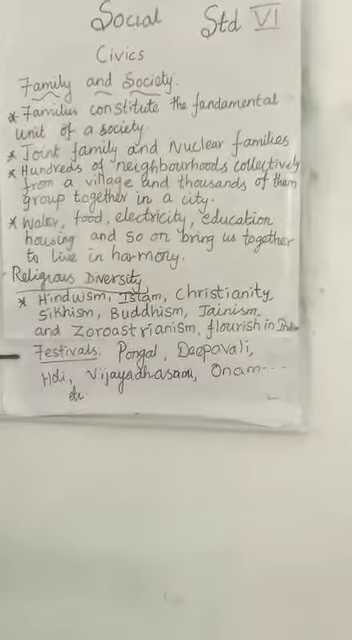 Social Std VI
Civics
Family and Society.
* Families constitute the fandamental
unit of a society.
* Joint family and Nuclear families
* Hundreds of neighbourhoods collectively
from a village and thousands of them
group together in a city.
* Water, food, electricity, education
housing and so on bring us together
to live in harmony.
Religious Diversity
* Hinduism, Islam, Christianity,
Sikhism, Buddhism, Jainism
and Zoroastrianism, flourish in
Festivals: Pongal, Deepavali,
Holi, Vijayadhasami, Onam...
etc